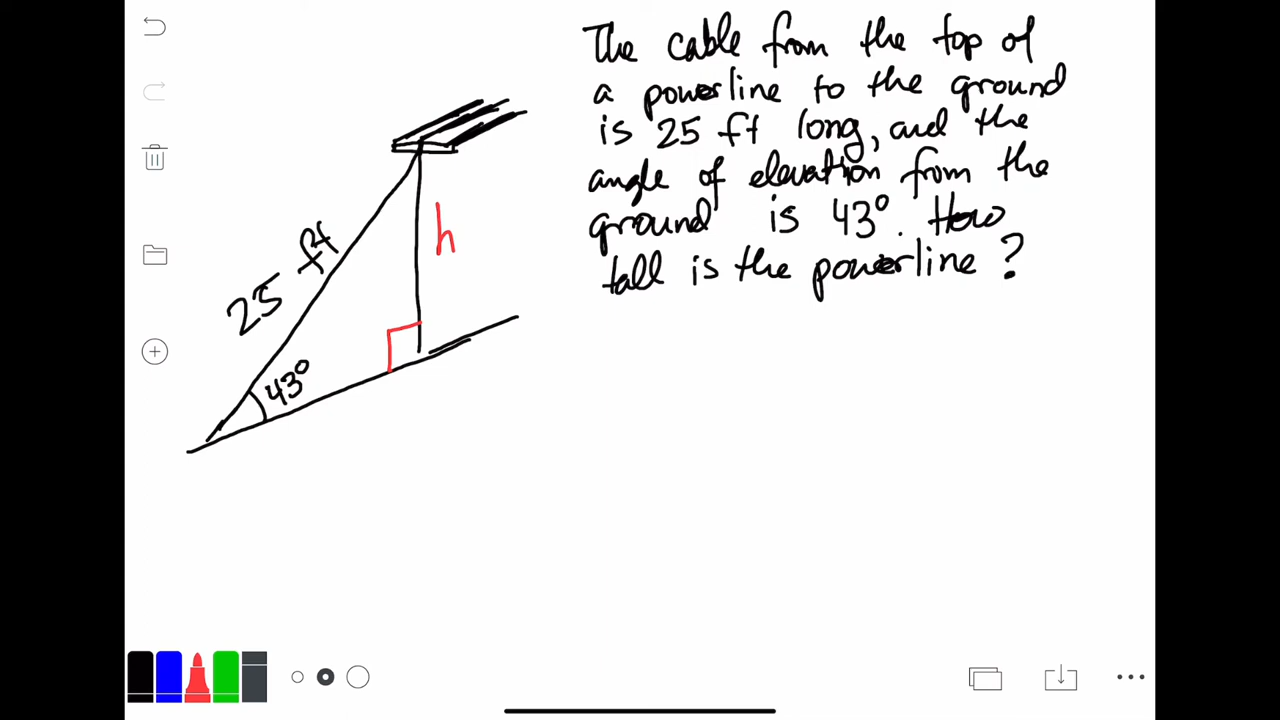 The cable from the top of
a powerline to the ground
is 25 ft long, and the
angle of elevation from the
ground is 43°. How
tall is the powerline?
h
25 ft
43°